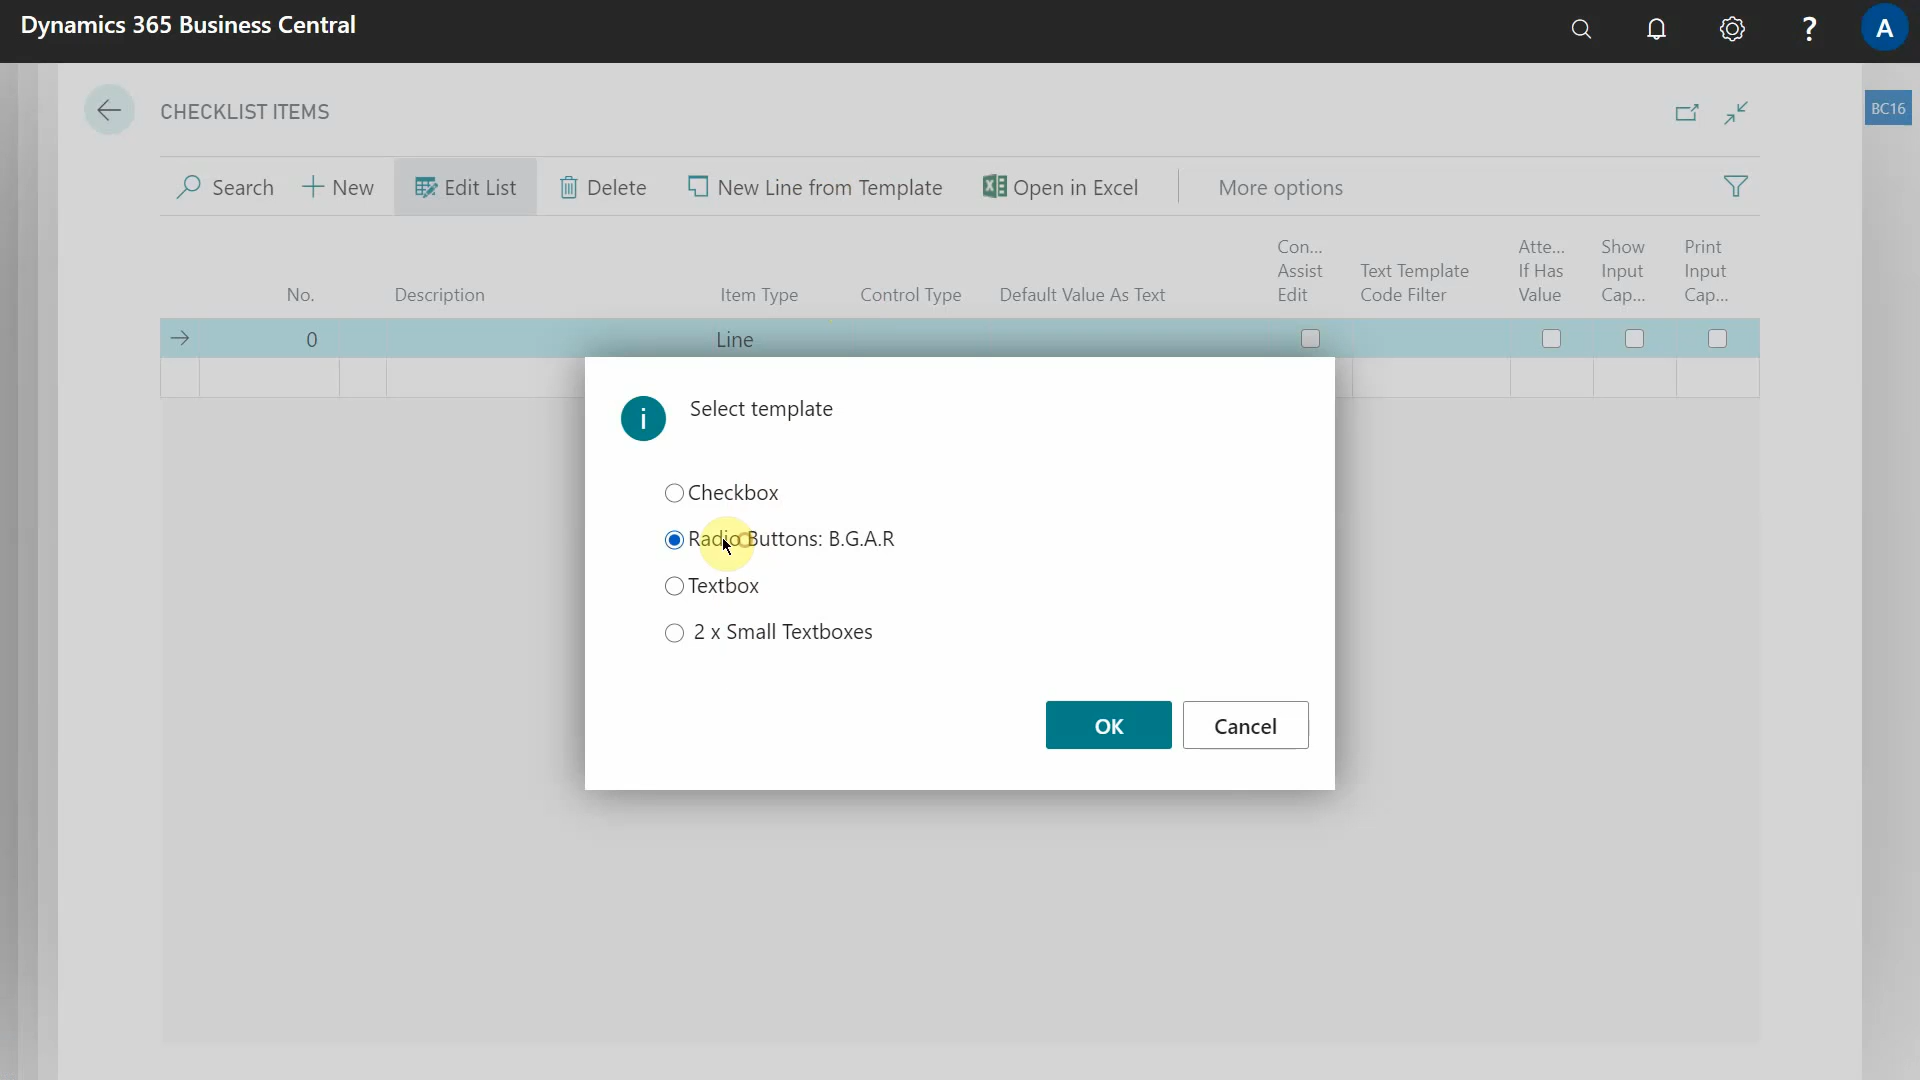 Dynamics 365 Business Central
?
A
CHECKLIST ITEMS
BC16
Search
New
Edit List
Delete
New Line from Template
Open in Excel
More options
No.
Description
Item Type
Control Type
Default Value As Text
Con...
Assist
Edit
Text Template
Code Filter
Atte...
If Has
Value
Show
Input
Cap...
Print
Input
Cap...
0
Line
i
Select template
Checkbox
Radio Buttons: B.G.A.R
Textbox
2 x Small Textboxes
OK
Cancel